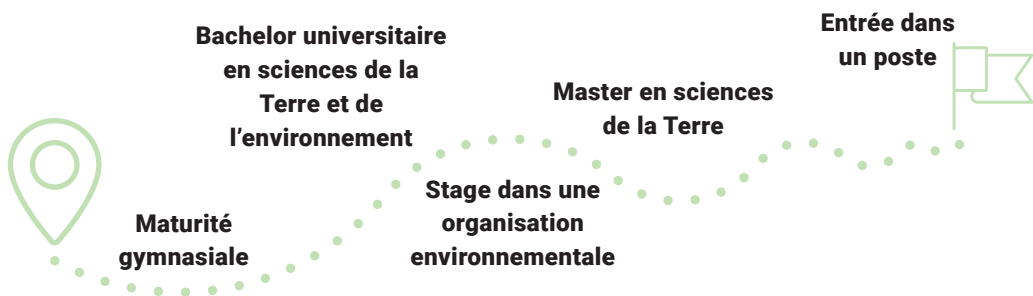 Maturité
gymnasiale
Bachelor universitaire
en sciences de la
Terre et de
l’environnement
Stage dans une
organisation
environnementale
Master en sciences
de la Terre
Entrée dans
un poste